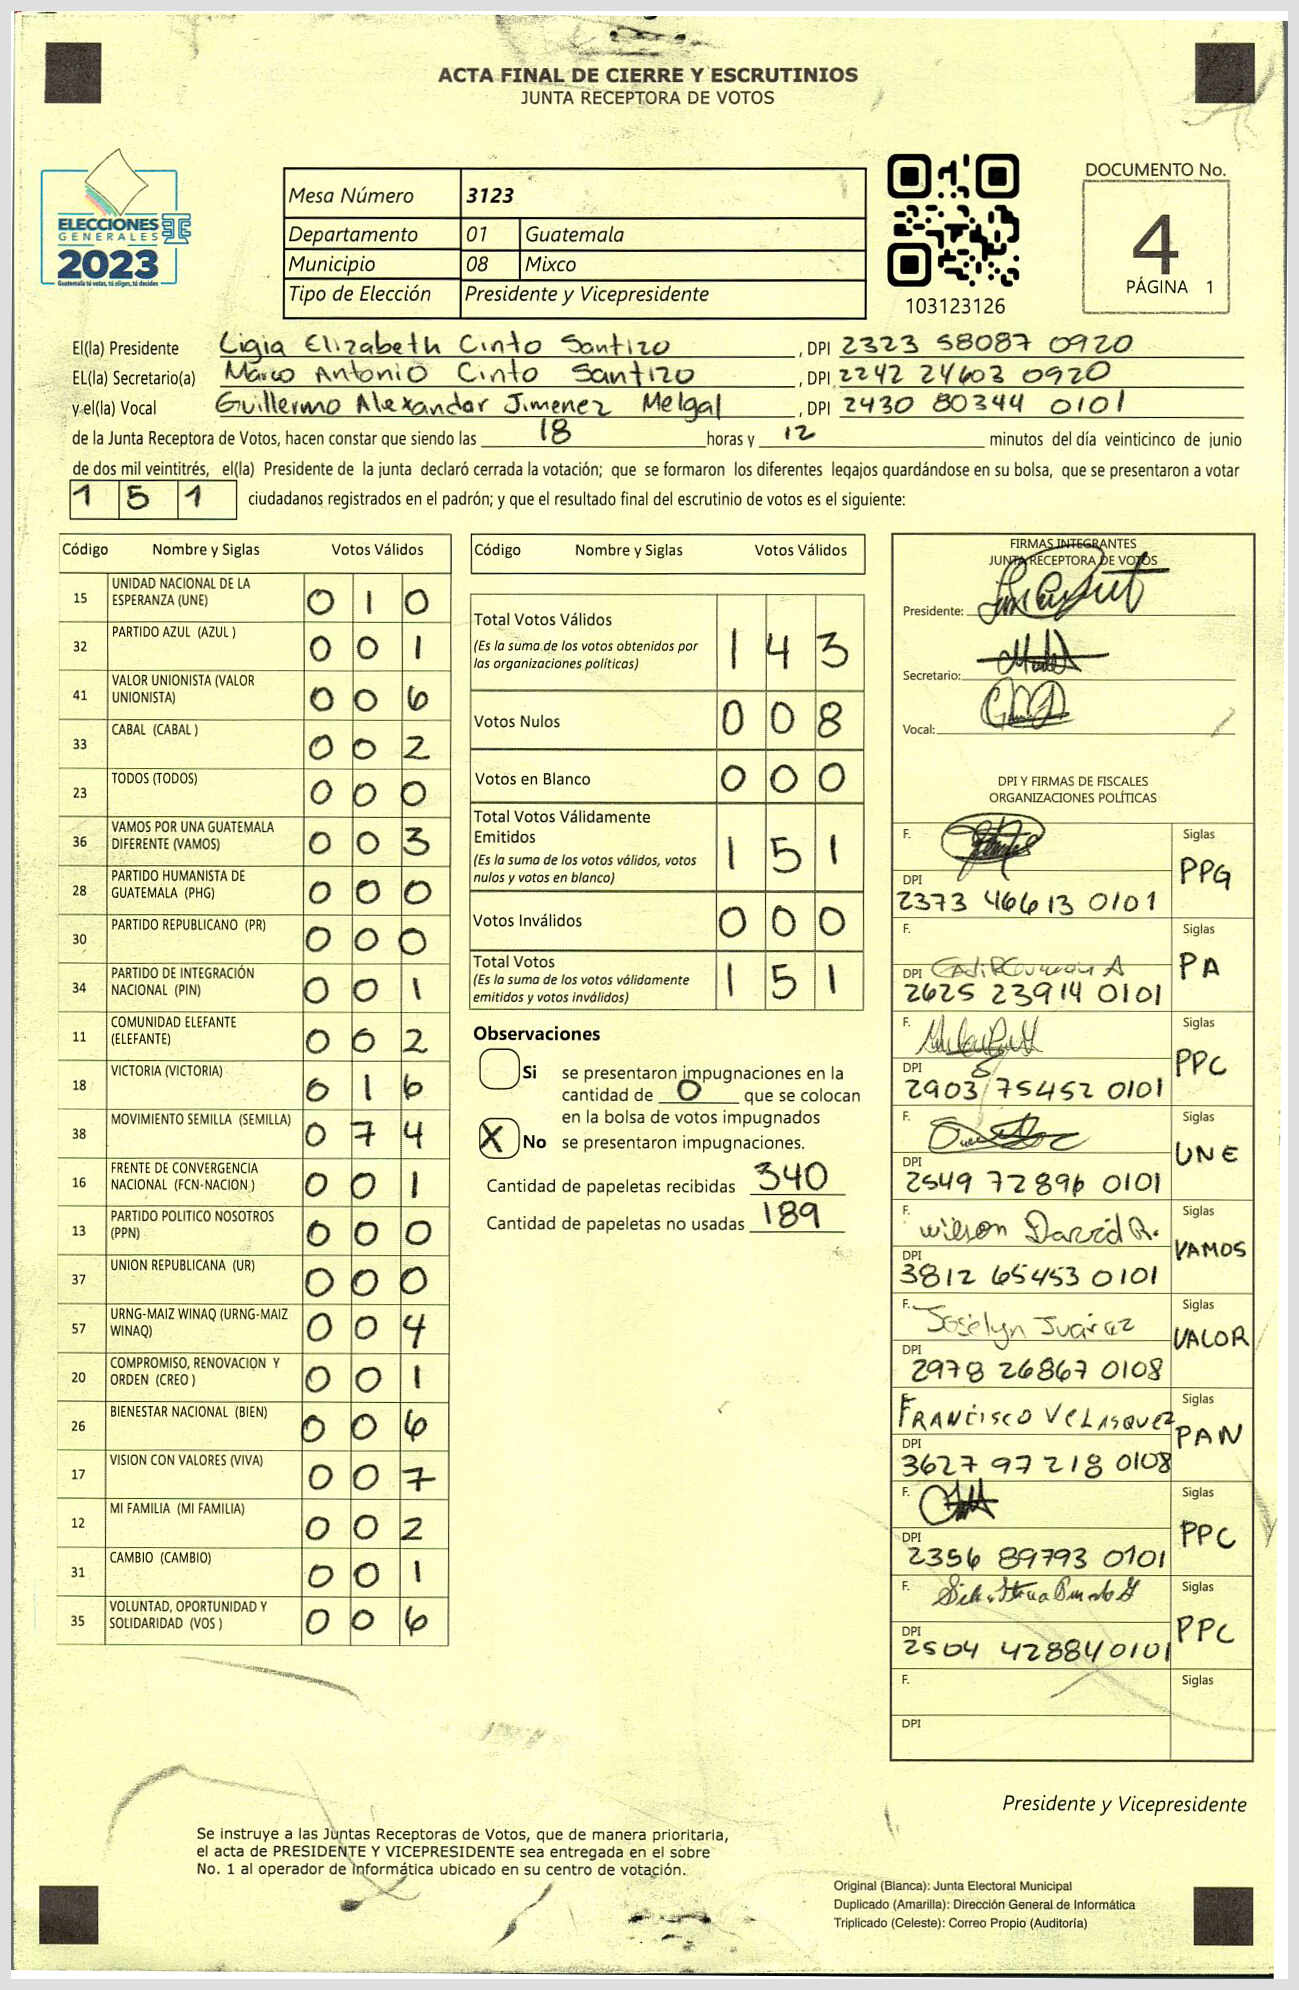 ACTA FINAL DE CIERRE Y ESCRUTINIOS
JUNTA RECEPTORA DE VOTOS
ELECCIONES
GENERALES
2023
Guatemala tú votas, tú eliges, tú decides
Mesa Número 3123
Departamento 01 Guatemala
Municipio 08 Mixco
Tipo de Elección Presidente y Vicepresidente
103123126
DOCUMENTO No.
4
PÁGINA 1
El(la) Presidente Ligia Elizabeth Cinto Santizo , DPI 2323 58087 0920
EL(la) Secretario(a) Marco Antonio Cinto Santizo , DPI 2242 24603 0920
y el(la) Vocal Guillermo Alexandar Jimenez Melgal , DPI 2430 80344 0101
de la Junta Receptora de Votos, hacen constar que siendo las 18 horas y 12 minutos del día veinticinco de junio
de dos mil veintitrés, el(la) Presidente de la junta declaró cerrada la votación; que se formaron los diferentes legajos guardándose en su bolsa, que se presentaron a votar
1 5 1 ciudadanos registrados en el padrón; y que el resultado final del escrutinio de votos es el siguiente:
Código Nombre y Siglas Votos Válidos
15 UNIDAD NACIONAL DE LA ESPERANZA (UNE) 0 1 0
32 PARTIDO AZUL (AZUL ) 0 0 1
41 VALOR UNIONISTA (VALOR UNIONISTA) 0 0 6
33 CABAL (CABAL ) 0 0 2
23 TODOS (TODOS) 0 0 0
36 VAMOS POR UNA GUATEMALA DIFERENTE (VAMOS) 0 0 3
28 PARTIDO HUMANISTA DE GUATEMALA (PHG) 0 0 0
30 PARTIDO REPUBLICANO (PR) 0 0 0
34 PARTIDO DE INTEGRACIÓN NACIONAL (PIN) 0 0 1
11 COMUNIDAD ELEFANTE (ELEFANTE) 0 0 2
18 VICTORIA (VICTORIA) 0 1 6
38 MOVIMIENTO SEMILLA (SEMILLA) 0 7 4
16 FRENTE DE CONVERGENCIA NACIONAL (FCN-NACION ) 0 0 1
13 PARTIDO POLITICO NOSOTROS (PPN) 0 0 0
37 UNION REPUBLICANA (UR) 0 0 0
57 URNG-MAIZ WINAQ (URNG-MAIZ WINAQ) 0 0 4
20 COMPROMISO, RENOVACION Y ORDEN (CREO ) 0 0 1
26 BIENESTAR NACIONAL (BIEN) 0 0 6
17 VISION CON VALORES (VIVA) 0 0 7
12 MI FAMILIA (MI FAMILIA) 0 0 2
31 CAMBIO (CAMBIO) 0 0 1
35 VOLUNTAD, OPORTUNIDAD Y SOLIDARIDAD (VOS ) 0 0 6
Código Nombre y Siglas Votos Válidos
Total Votos Válidos 1 4 3
(Es la suma de los votos obtenidos por
las organizaciones políticas)
Votos Nulos 0 0 8
Votos en Blanco 0 0 0
Total Votos Válidamente
Emitidos 1 5 1
(Es la suma de los votos válidos, votos
nulos y votos en blanco)
Votos Inválidos 0 0 0
Total Votos 1 5 1
(Es la suma de los votos válidamente
emitidos y votos inválidos)
Observaciones
Si se presentaron impugnaciones en la
cantidad de 0 que se colocan
en la bolsa de votos impugnados
X No se presentaron impugnaciones.
Cantidad de papeletas recibidas 340
Cantidad de papeletas no usadas 189
FIRMAS INTEGRANTES
JUNTA RECEPTORA DE VOTOS
Presidente:
Secretario:
Vocal:
DPI Y FIRMAS DE FISCALES
ORGANIZACIONES POLÍTICAS
F. Siglas PPG
DPI 2373 46613 0101
F. Siglas PA
DPI 2625 23914 0101
F. Siglas PPC
DPI 2903 75452 0101
F. Siglas UNE
DPI 2549 72896 0101
F. Wilson David R. Siglas VAMOS
DPI 3812 65453 0101
F. Joselyn Juárez Siglas VALOR
DPI 2978 26867 0108
F. FRANCISCO VELASQUEZ Siglas PAN
DPI 3627 97218 0108
F. Siglas PPC
DPI 2356 89793 0101
F. Siglas PPC
DPI 2504 42884 0101
F. Siglas
DPI
Presidente y Vicepresidente
Se instruye a las Juntas Receptoras de Votos, que de manera prioritaria,
el acta de PRESIDENTE Y VICEPRESIDENTE sea entregada en el sobre
No. 1 al operador de informática ubicado en su centro de votación.
Original (Blanca): Junta Electoral Municipal
Duplicado (Amarilla): Dirección General de Informática
Triplicado (Celeste): Correo Propio (Auditoría)